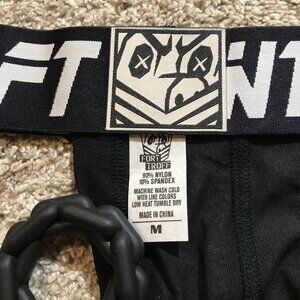 FT
FORT
TROFF
90% NYLON
10% SPANDEX
MACHINE WASH COLD
WITH LIKE COLORS
LOW HEAT TUMBLE DRY
MADE IN CHINA
M